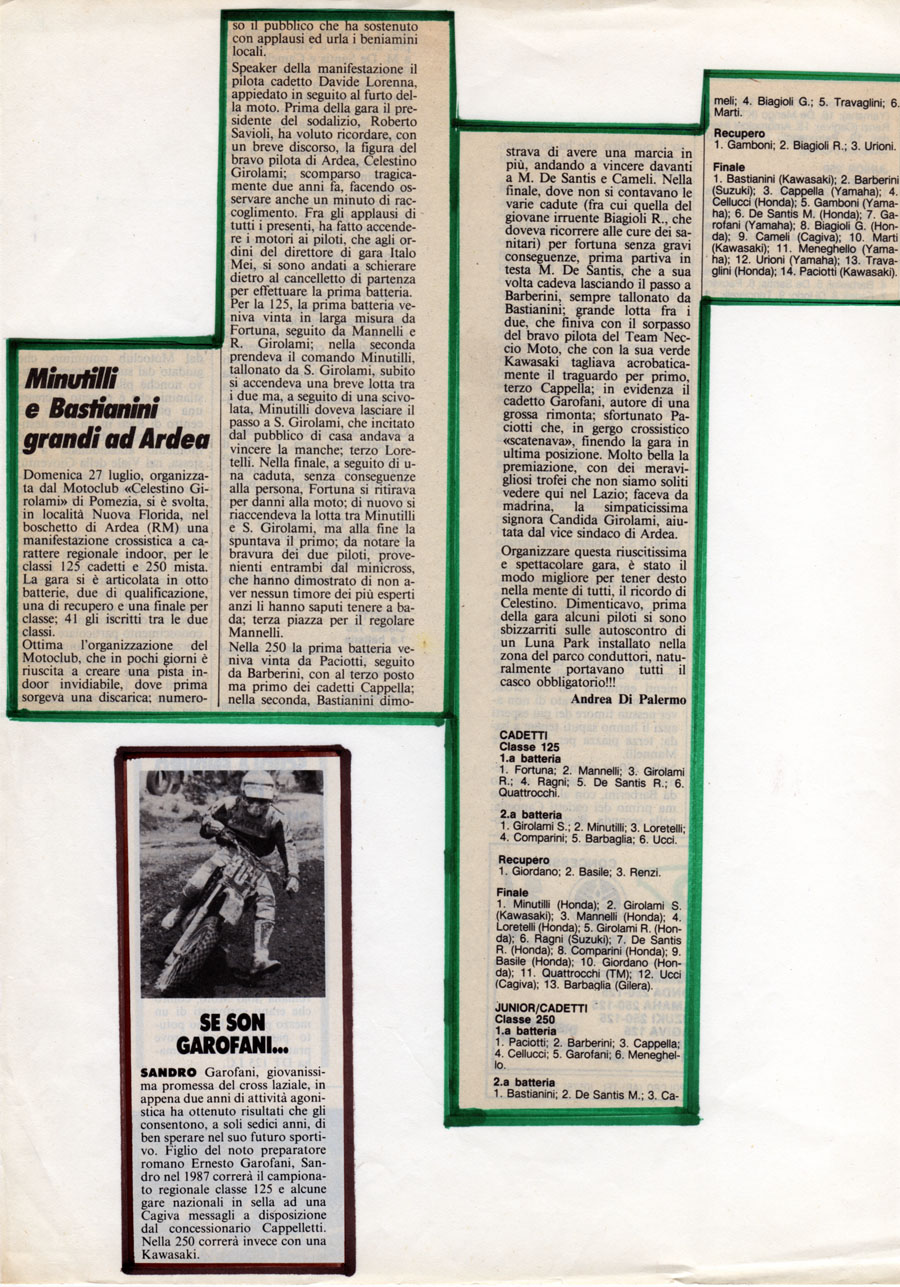 Minutilli
e Bastianini
grandi ad Ardea
Domenica 27 luglio, organizza-
ta dal Motoclub «Celestino Gi-
rolami» di Pomezia, si è svolta,
in località Nuova Florida, nel
boschetto di Ardea (RM) una
manifestazione crossistica a ca-
rattere regionale indoor, per le
classi 125 cadetti e 250 mista.
La gara si è articolata in otto
batterie, due di qualificazione,
una di recupero e una finale per
classe; 41 gli iscritti tra le due
classi.
Ottima l'organizzazione del
Motoclub, che in pochi giorni è
riuscita a creare una pista in-
door invidiabile, dove prima
sorgeva una discarica; numero-
so il pubblico che ha sostenuto
con applausi ed urla i beniamini
locali.
Speaker della manifestazione il
pilota cadetto Davide Lorenna,
appiedato in seguito al furto del-
la moto. Prima della gara il pre-
sidente del sodalizio, Roberto
Savioli, ha voluto ricordare, con
un breve discorso, la figura del
bravo pilota di Ardea, Celestino
Girolami; scomparso tragica-
mente due anni fa, facendo os-
servare anche un minuto di rac-
coglimento. Fra gli applausi di
tutti i presenti, ha fatto accende-
re i motori ai piloti, che agli or-
dini del direttore di gara Italo
Mei, si sono andati a schierare
dietro al cancelletto di partenza
per effettuare la prima batteria.
Per la 125, la prima batteria ve-
niva vinta in larga misura da
Fortuna, seguito da Mannelli e
R. Girolami; nella seconda
prendeva il comando Minutilli,
tallonato da S. Girolami, subito
si accendeva una breve lotta tra
i due ma, a seguito di una scivo-
lata, Minutilli doveva lasciare il
passo a S. Girolami, che incitato
dal pubblico di casa andava a
vincere la manche; terzo Lore-
telli. Nella finale, a seguito di u-
na caduta, senza conseguenze
alla persona, Fortuna si ritirava
per danni alla moto; di nuovo si
riaccendeva la lotta tra Minutilli
e S. Girolami, ma alla fine la
spuntava il primo; da notare la
bravura dei due piloti, prove-
nienti entrambi dal minicross,
che hanno dimostrato di non a-
ver nessun timore dei più esperti
anzi li hanno saputi tenere a ba-
da; terza piazza per il regolare
Mannelli.
Nella 250 la prima batteria ve-
niva vinta da Paciotti, seguito
da Barberini, con al terzo posto
ma primo dei cadetti Cappella;
nella seconda, Bastianini dimo-
strava di avere una marcia in
più, andando a vincere davanti
a M. De Santis e Cameli. Nella
finale, dove non si contavano le
varie cadute (fra cui quella del
giovane irruente Biagioli R., che
doveva ricorrere alle cure dei sa-
nitari) per fortuna senza gravi
conseguenze, prima partiva in
testa M. De Santis, che a sua
volta cadeva lasciando il passo a
Barberini, sempre tallonato da
Bastianini; grande lotta fra i
due, che finiva con il sorpasso
del bravo pilota del Team Nec-
cio Moto, che con la sua verde
Kawasaki tagliava acrobatica-
mente il traguardo per primo,
terzo Cappella; in evidenza il
cadetto Garofani, autore di una
grossa rimonta; sfortunato Pa-
ciotti che, in gergo crossistico
«scatenava», finendo la gara in
ultima posizione. Molto bella la
premiazione, con dei meravi-
gliosi trofei che non siamo soliti
vedere qui nel Lazio; faceva da
madrina, la simpaticissima
signora Candida Girolami, aiu-
tata dal vice sindaco di Ardea.
Organizzare questa riuscitissima
e spettacolare gara, è stato il
modo migliore per tener desto
nella mente di tutti, il ricordo di
Celestino. Dimenticavo, prima
della gara alcuni piloti si sono
sbizzarriti sulle autoscontro di
un Luna Park installato nella
zona del parco conduttori, natu-
ralmente portavano tutti il
casco obbligatorio!!!
Andrea Di Palermo
CADETTI
Classe 125
1.a batteria
1. Fortuna; 2. Mannelli; 3. Girolami
R.; 4. Ragni; 5. De Santis R.; 6.
Quattrocchi.
2.a batteria
1. Girolami S.; 2. Minutilli; 3. Loretelli;
4. Comparini; 5. Barbaglia; 6. Ucci.
Recupero
1. Giordano; 2. Basile; 3. Renzi.
Finale
1. Minutilli (Honda); 2. Girolami S.
(Kawasaki); 3. Mannelli (Honda); 4.
Loretelli (Honda); 5. Girolami R. (Hon-
da); 6. Ragni (Suzuki); 7. De Santis
R. (Honda); 8. Comparini (Honda); 9.
Basile (Honda); 10. Giordano (Hon-
da); 11. Quattrocchi (TM); 12. Ucci
(Cagiva); 13. Barbaglia (Gilera).
JUNIOR/CADETTI
Classe 250
1.a batteria
1. Paciotti; 2. Barberini; 3. Cappella;
4. Cellucci; 5. Garofani; 6. Meneghel-
lo.
2.a batteria
1. Bastianini; 2. De Santis M.; 3. Ca-
meli; 4. Biagioli G.; 5. Travaglini; 6.
Marti.
Recupero
1. Gamboni; 2. Biagioli R.; 3. Urioni.
Finale
1. Bastianini (Kawasaki); 2. Barberini
(Suzuki); 3. Cappella (Yamaha); 4.
Cellucci (Honda); 5. Gamboni (Yama-
ha); 6. De Santis M. (Honda); 7. Ga-
rofani (Yamaha); 8. Biagioli G. (Hon-
da); 9. Cameli (Cagiva); 10. Marti
(Kawasaki); 11. Meneghello (Yama-
ha); 12. Urioni (Yamaha); 13. Trava-
glini (Honda); 14. Paciotti (Kawasaki).
SE SON
GAROFANI...
SANDRO Garofani, giovanissi-
ma promessa del cross laziale, in
appena due anni di attività agoni-
stica ha ottenuto risultati che gli
consentono, a soli sedici anni, di
ben sperare nel suo futuro sporti-
vo. Figlio del noto preparatore
romano Ernesto Garofani, San-
dro nel 1987 correrà il campiona-
to regionale classe 125 e alcune
gare nazionali in sella ad una
Cagiva messagli a disposizione
dal concessionario Cappelletti.
Nella 250 correrà invece con una
Kawasaki.